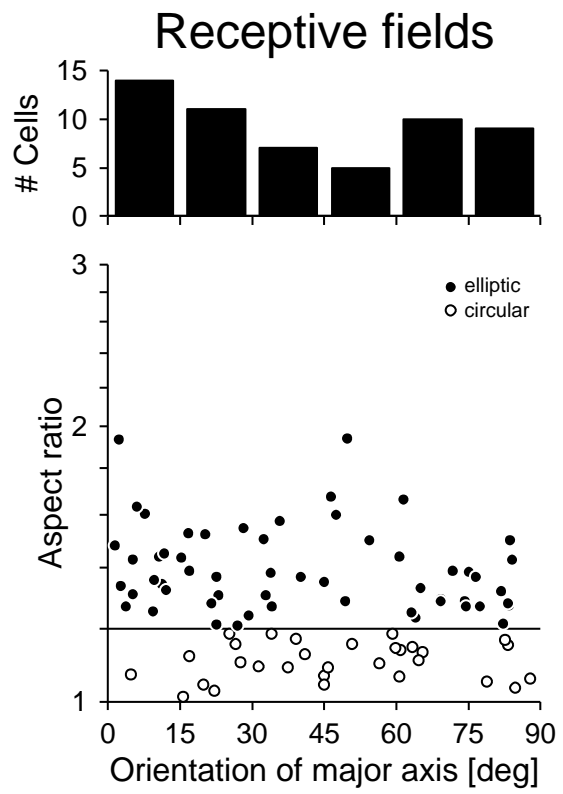 Receptive fields
15
10
5
0
# Cells
3
2
1
Aspect ratio
elliptic
circular
0 15 30 45 60 75 90
Orientation of major axis [deg]